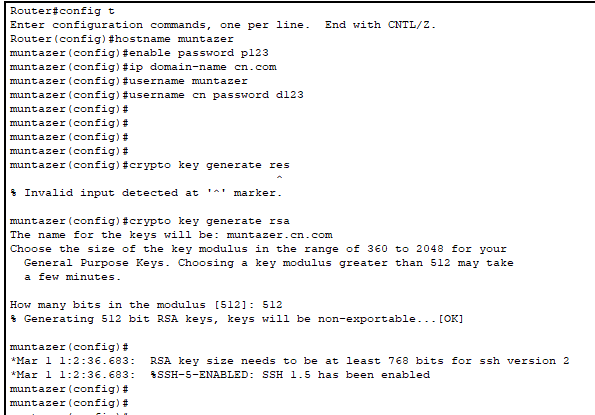 Router#config t
Enter configuration commands, one per line.  End with CNTL/Z.
Router(config)#hostname muntazer
muntazer(config)#enable password p123
muntazer(config)#ip domain-name cn.com
muntazer(config)#username muntazer
muntazer(config)#username cn password d123
muntazer(config)#
muntazer(config)#
muntazer(config)#
muntazer(config)#
muntazer(config)#crypto key generate res
^
% Invalid input detected at '^' marker.
muntazer(config)#crypto key generate rsa
The name for the keys will be: muntazer.cn.com
Choose the size of the key modulus in the range of 360 to 2048 for your
General Purpose Keys. Choosing a key modulus greater than 512 may take
a few minutes.
How many bits in the modulus [512]: 512
% Generating 512 bit RSA keys, keys will be non-exportable...[OK]
muntazer(config)#
*Mar 1 1:2:36.683:  RSA key size needs to be at least 768 bits for ssh version 2
*Mar 1 1:2:36.683:  %SSH-5-ENABLED: SSH 1.5 has been enabled
muntazer(config)#
muntazer(config)#